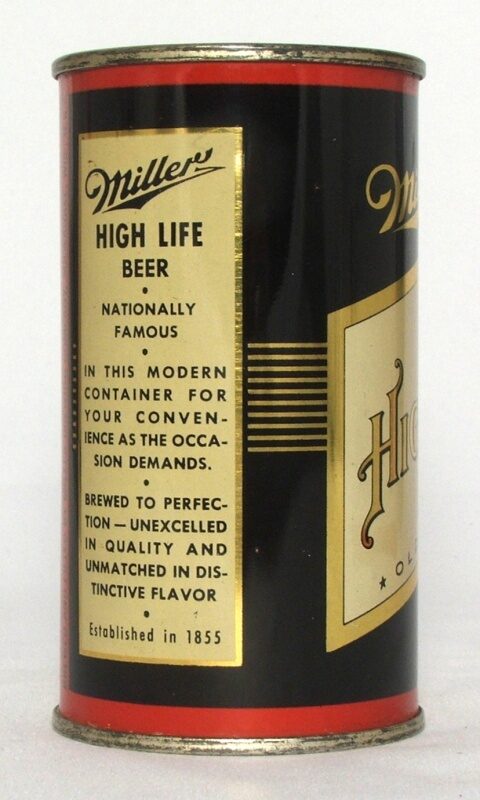 Miller
HIGH LIFE
BEER
•
NATIONALLY
FAMOUS
•
IN THIS MODERN
CONTAINER FOR
YOUR CONVEN-
IENCE AS THE OCCA-
SION DEMANDS.
•
BREWED TO PERFEC-
TION — UNEXCELLED
IN QUALITY AND
UNMATCHED IN DIS-
TINCTIVE FLAVOR
•
Established in 1855